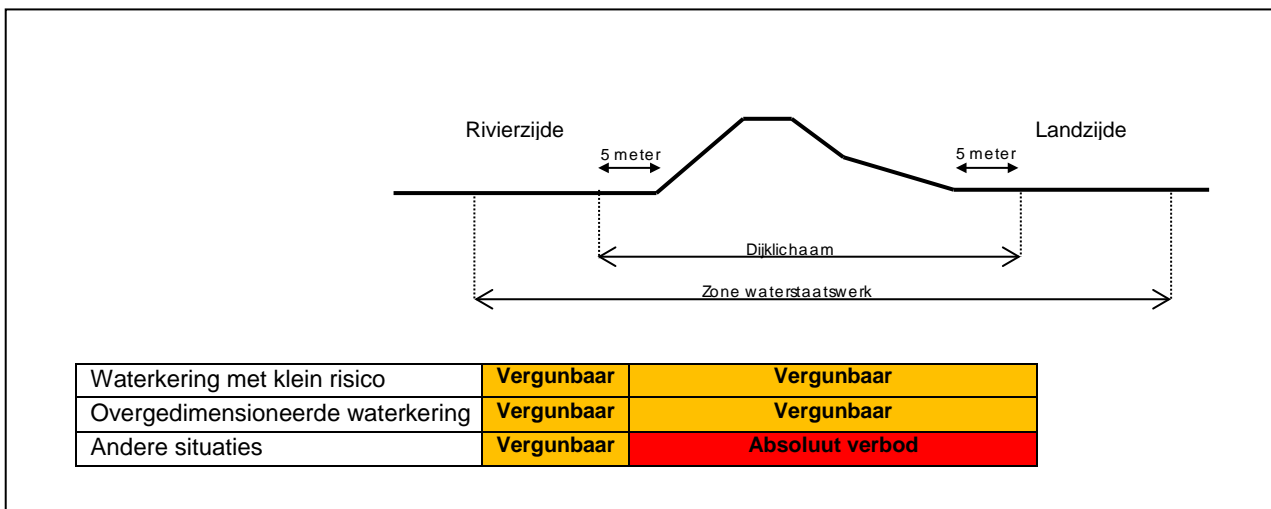 Rivierzijde Landzijde
5 meter 5 meter
Dijklichaam
Zone waterstaatswerk
Waterkering met klein risico Vergunbaar Vergunbaar
Overgedimensioneerde waterkering Vergunbaar Vergunbaar
Andere situaties Vergunbaar Absoluut verbod